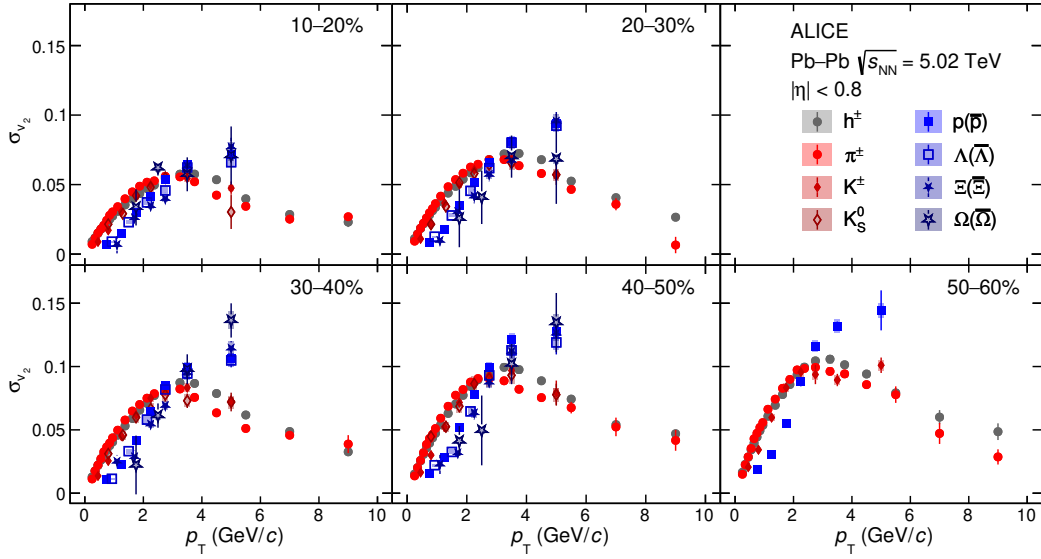 10–20%
20–30%
ALICE
Pb–Pb √sNN = 5.02 TeV
|η| < 0.8
h± p(p̅)
π± Λ(Λ̅)
K± Ξ(Ξ̅)
K0S Ω(Ω̅)
σv2
0.15
0.1
0.05
0
30–40%
40–50%
50–60%
σv2
0.15
0.1
0.05
0
0 2 4 6 8 10
0 2 4 6 8 10
0 2 4 6 8 10
pT (GeV/c)
pT (GeV/c)
pT (GeV/c)